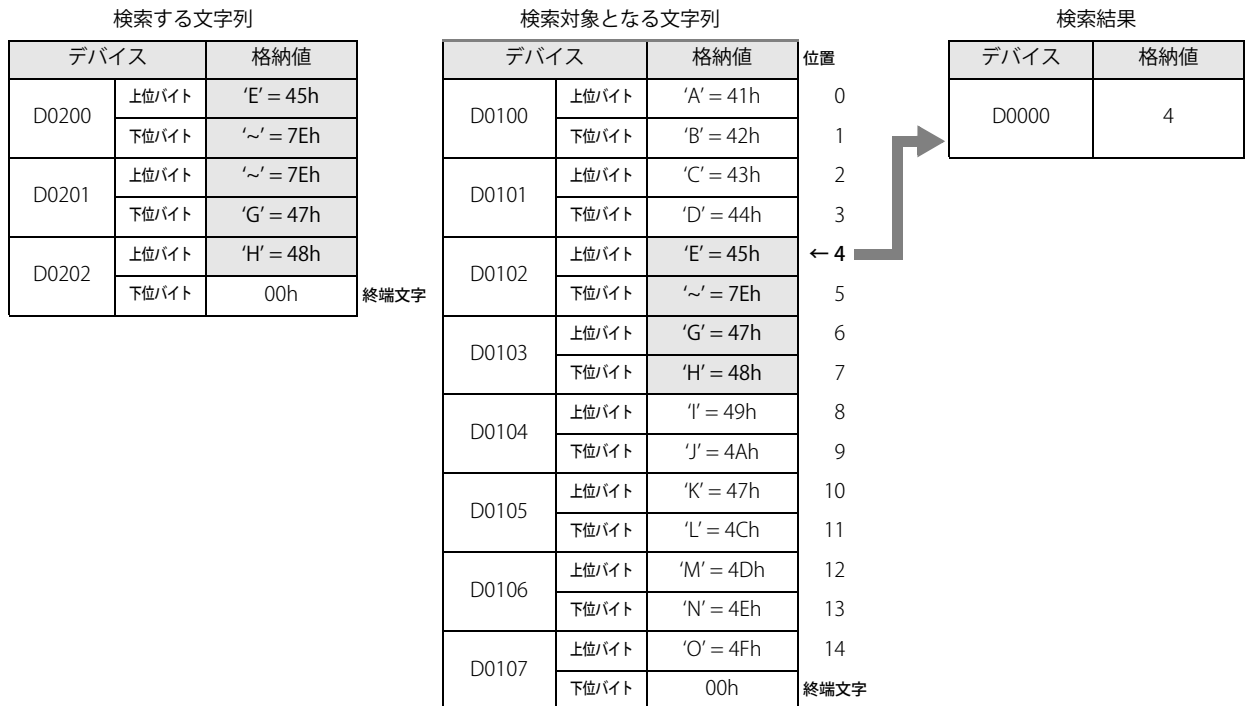 検索する文字列
デバイス 格納値
D0200 上位バイト ‘E’ = 45h
下位バイト ‘~’ = 7Eh
D0201 上位バイト ‘~’ = 7Eh
下位バイト ‘G’ = 47h
D0202 上位バイト ‘H’ = 48h
下位バイト 00h 終端文字
検索対象となる文字列
デバイス 格納値 位置
D0100 上位バイト ‘A’ = 41h 0
下位バイト ‘B’ = 42h 1
D0101 上位バイト ‘C’ = 43h 2
下位バイト ‘D’ = 44h 3
D0102 上位バイト ‘E’ = 45h ←4
下位バイト ‘~’ = 7Eh 5
D0103 上位バイト ‘G’ = 47h 6
下位バイト ‘H’ = 48h 7
D0104 上位バイト ‘I’ = 49h 8
下位バイト ‘J’ = 4Ah 9
D0105 上位バイト ‘K’ = 47h 10
下位バイト ‘L’ = 4Ch 11
D0106 上位バイト ‘M’ = 4Dh 12
下位バイト ‘N’ = 4Eh 13
D0107 上位バイト ‘O’ = 4Fh 14
下位バイト 00h 終端文字
検索結果
デバイス 格納値
D0000 4